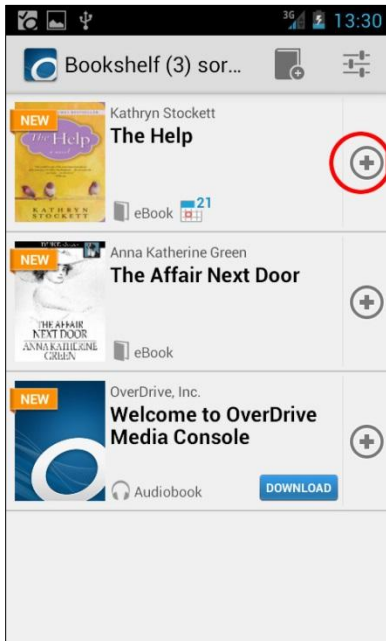 3G 13:30
Bookshelf (3) sor...
NEW
The Help
KATHRYN
STOCKETT
Kathryn Stockett
The Help
eBook 21
NEW
THE AFFAIR
NEXT DOOR
ANNA KATHERINE
GREEN
Anna Katherine Green
The Affair Next Door
eBook
NEW
OverDrive, Inc.
Welcome to OverDrive
Media Console
Audiobook
DOWNLOAD